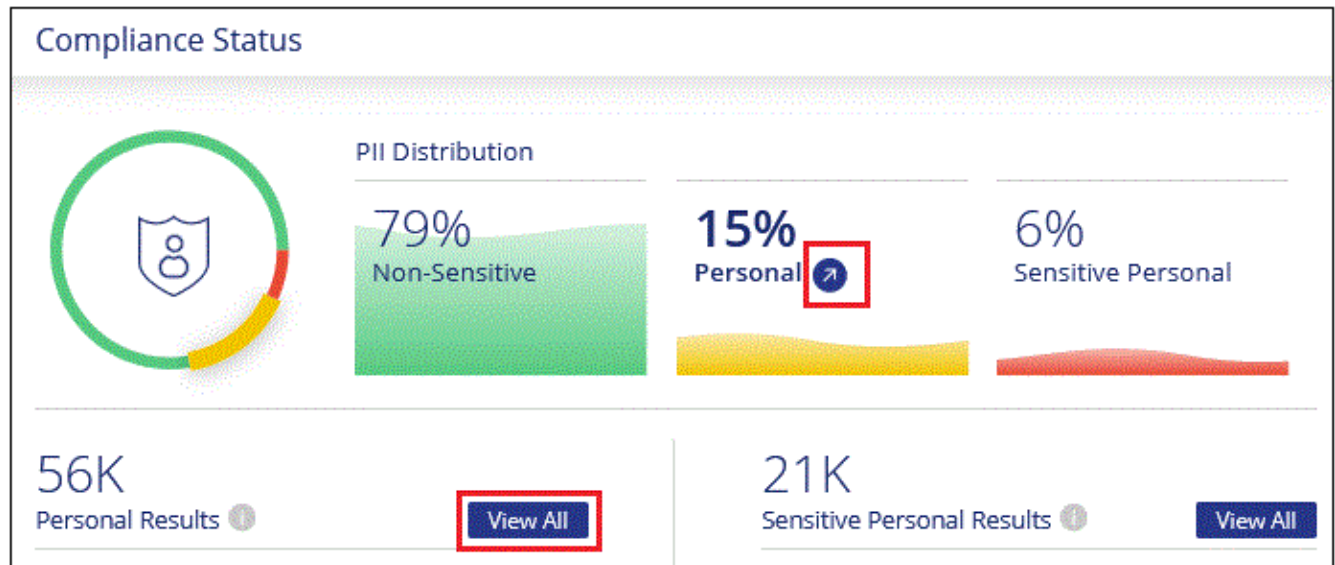 Compliance Status
PII Distribution
79%
Non-Sensitive
15%
Personal
6%
Sensitive Personal
56K
Personal Results
View All
21K
Sensitive Personal Results
View All